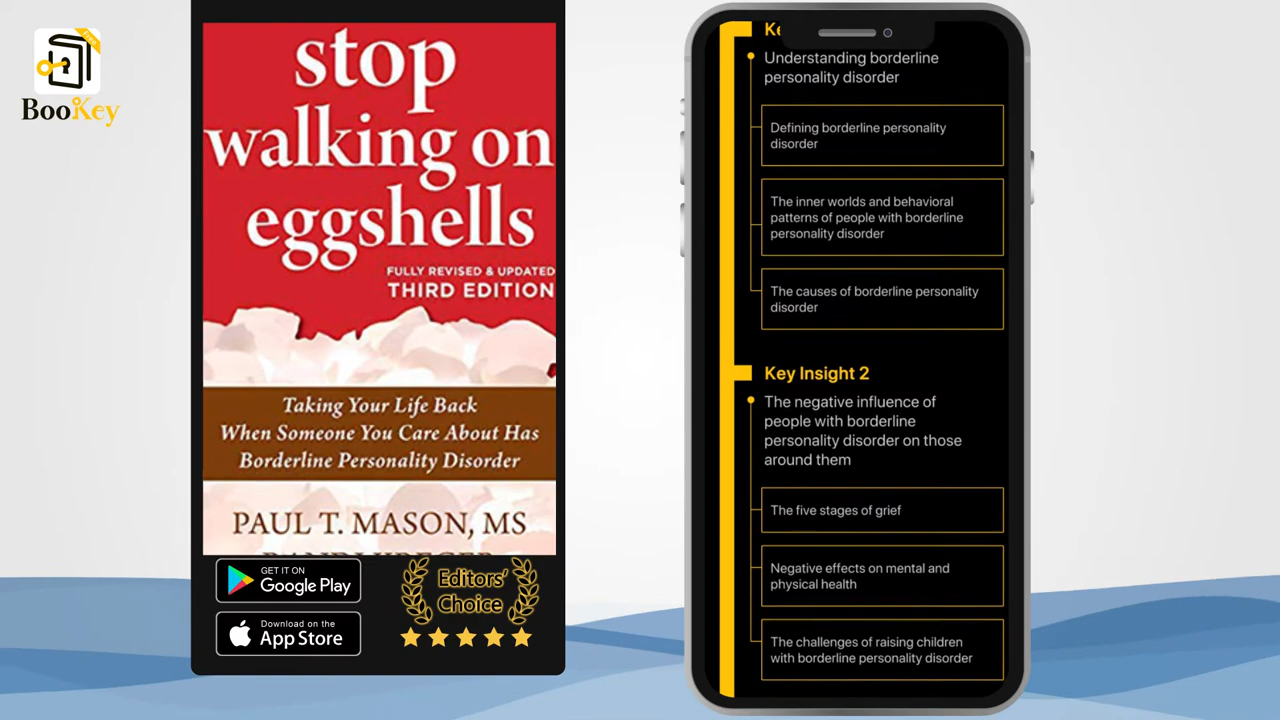 Free
BooKey
stop
walking on
eggshells
FULLY REVISED & UPDATED
THIRD EDITION
Taking Your Life Back
When Someone You Care About Has
Borderline Personality Disorder
PAUL T. MASON, MS
GET IT ON
Google Play
Download on the
App Store
Editors'
Choice
Ke
Understanding borderline
personality disorder
Defining borderline personality
disorder
The inner worlds and behavioral
patterns of people with borderline
personality disorder
The causes of borderline personality
disorder
Key Insight 2
The negative influence of
people with borderline
personality disorder on those
around them
The five stages of grief
Negative effects on mental and
physical health
The challenges of raising children
with borderline personality disorder